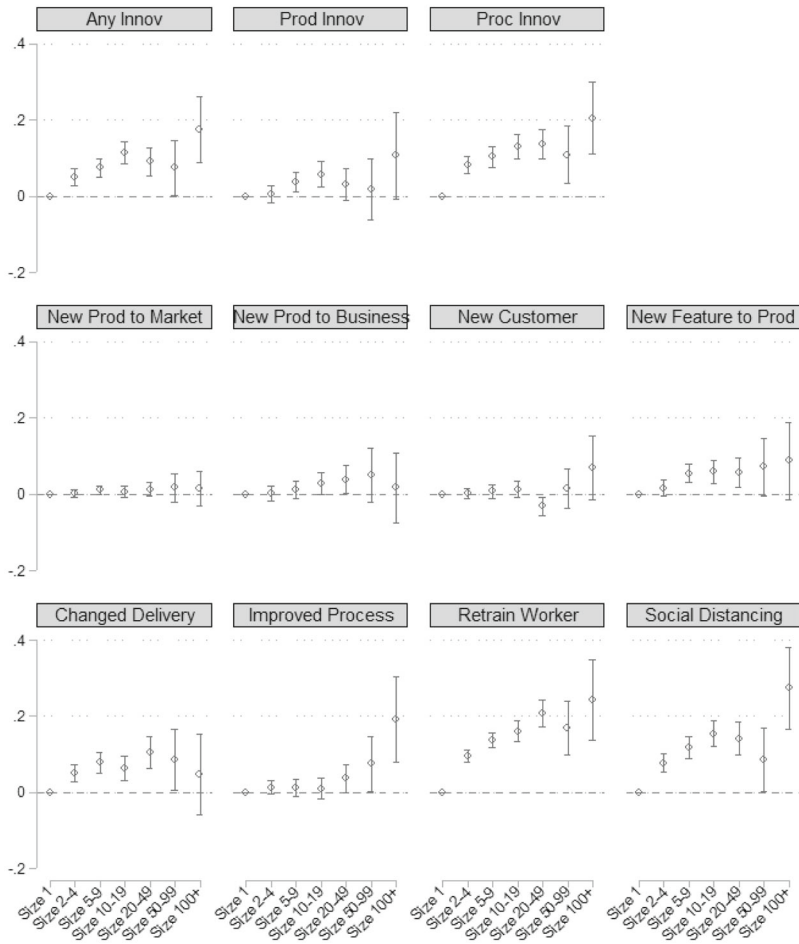 Any Innov
Prod Innov
Proc Innov
.4
.2
0
-.2
New Prod to Market
New Prod to Business
New Customer
New Feature to Prod
.4
.2
0
-.2
Changed Delivery
Improved Process
Retrain Worker
Social Distancing
.4
.2
0
-.2
Size 1
Size 2-4
Size 5-9
Size 10-19
Size 20-49
Size 50-99
Size 100+
Size 1
Size 2-4
Size 5-9
Size 10-19
Size 20-49
Size 50-99
Size 100+
Size 1
Size 2-4
Size 5-9
Size 10-19
Size 20-49
Size 50-99
Size 100+
Size 1
Size 2-4
Size 5-9
Size 10-19
Size 20-49
Size 50-99
Size 100+